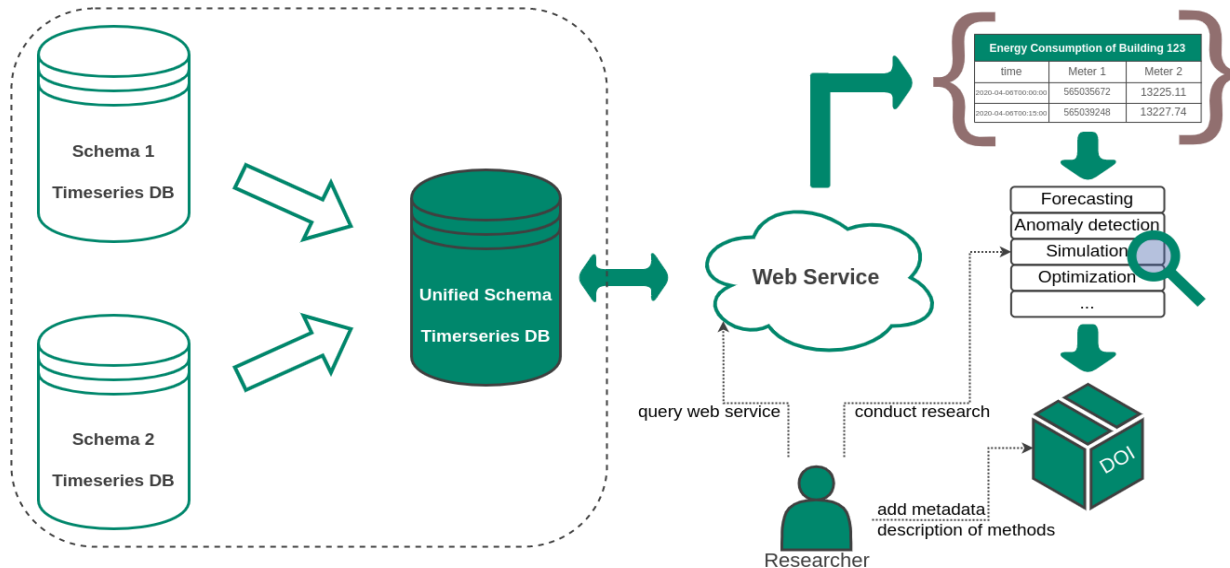 Schema 1
Timeseries DB
Schema 2
Timeseries DB
Unified Schema
Timerseries DB
Web Service
Energy Consumption of Building 123
time Meter 1 Meter 2
2020-04-06T00:00:00 565035672 13225.11
2020-04-06T00:15:00 565039248 13227.74
Forecasting
Anomaly detection
Simulation
Optimization
...
query web service
conduct research
DOI
add metadata
description of methods
Researcher